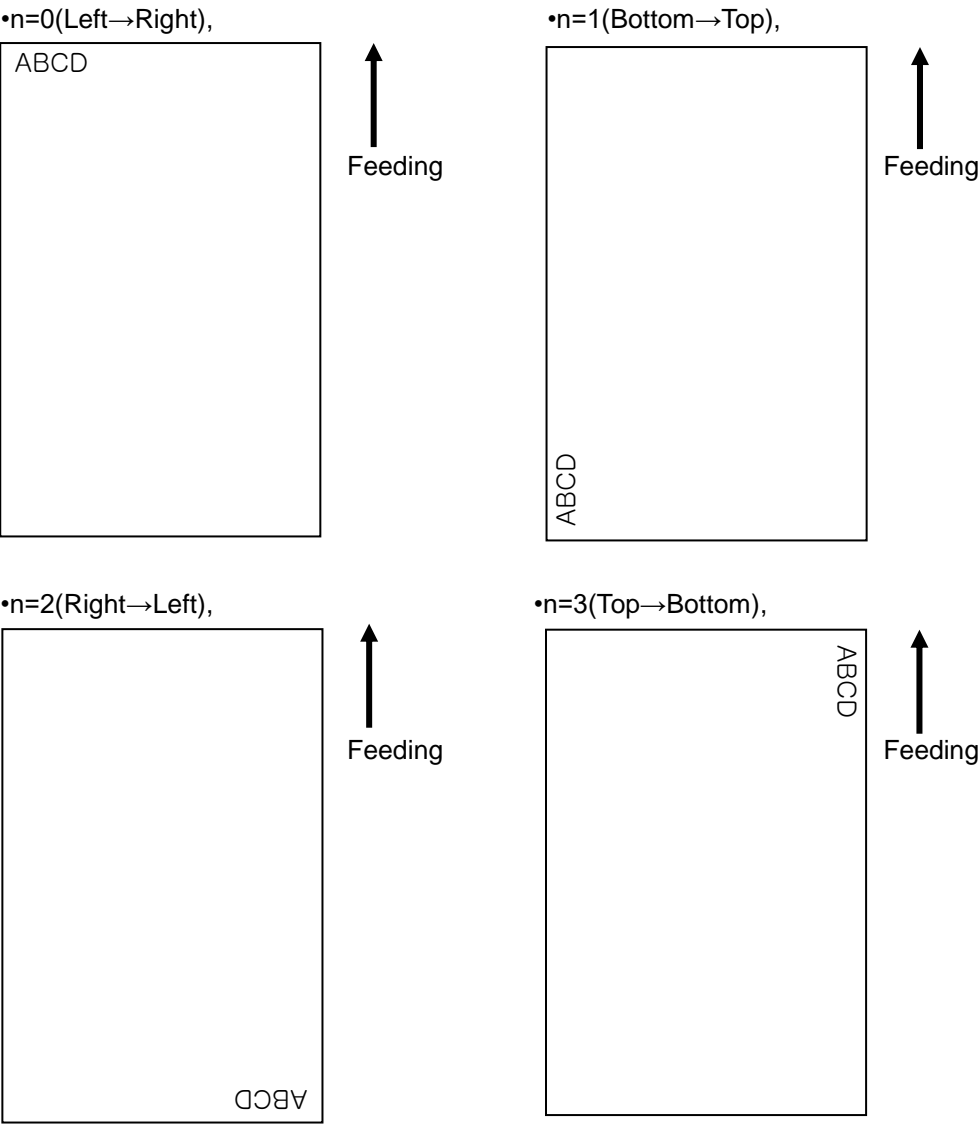 •n=0(Left→Right),
•n=1(Bottom→Top),
ABCD
Feeding
Feeding
ABCD
•n=2(Right→Left),
•n=3(Top→Bottom),
ABCD
Feeding
Feeding
ABCD